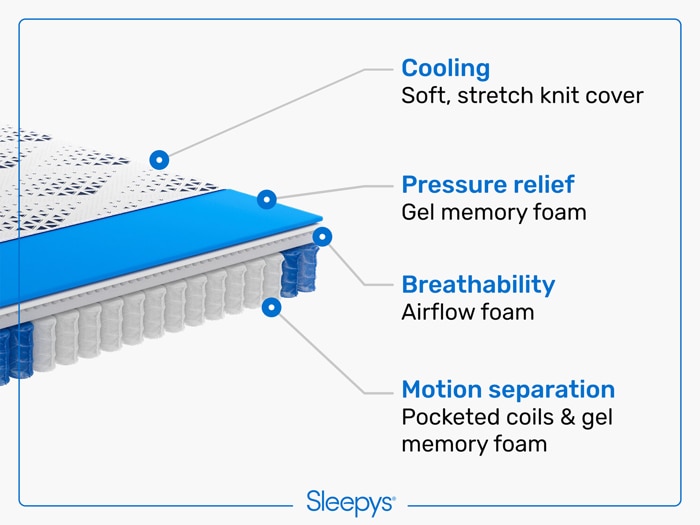 Cooling
Soft, stretch knit cover
Pressure relief
Gel memory foam
Breathability
Airflow foam
Motion separation
Pocketed coils & gel
memory foam
Sleepys®